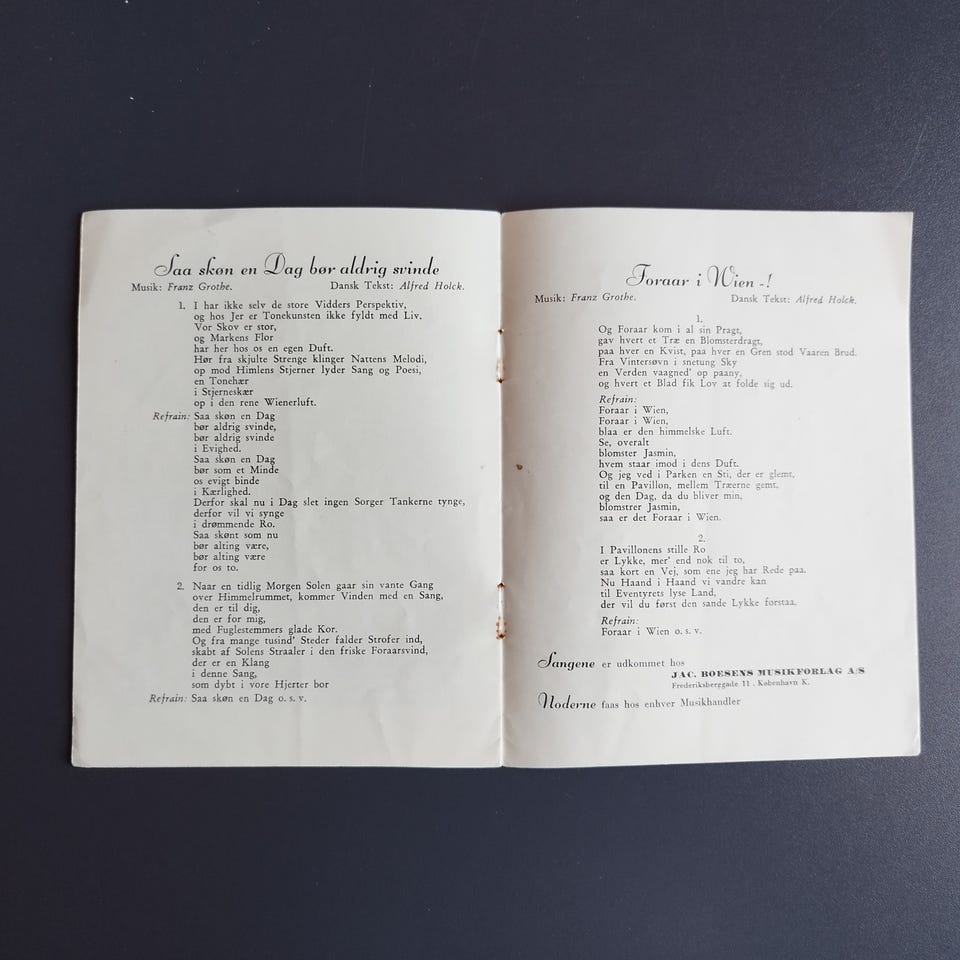 Saa skøn en Dag bør aldrig svinde
Musik: Franz Grothe. Dansk Tekst: Alfred Holck.
1. I har ikke selv de store Vidders Perspektiv,
og hos Jer er Tonekunsten ikke fyldt med Liv.
Vor Skov er stor,
og Markens Flor
har her hos os en egen Duft.
Hør fra skjulte Strenge klinger Nattens Melodi,
op mod Himlens Stjerner lyder Sang og Poesi,
en Tonehær
i Stjerneskær
op i den rene Wienerluft.
Refrain: Saa skøn en Dag
bør aldrig svinde,
bør aldrig svinde
i Evighed.
Saa skøn en Dag
bør som et Minde
os evigt binde
i Kærlighed.
Derfor skal nu i Dag slet ingen Sorger Tankerne tynge,
derfor vil vi synge
i drømmende Ro.
Saa skønt som nu
bør alting være,
bør alting være
for os to.
2. Naar en tidlig Morgen Solen gaar sin vante Gang
over Himmelrummet, kommer Vinden med en Sang,
den er til dig,
den er for mig,
med Fuglestemmers glade Kor.
Og fra mange tusind' Steder falder Strofer ind,
skabt af Solens Straaler i den friske Foraarsvind,
der er en Klang
i denne Sang,
som dybt i vore Hjerter bor
Refrain: Saa skøn en Dag o. s. v.
Foraar i Wien -!
Musik: Franz Grothe. Dansk Tekst: Alfred Holck.
1.
Og Foraar kom i al sin Pragt,
gav hvert et Træ en Blomsterdragt,
paa hver en Kvist, paa hver en Gren stod Vaaren Brud.
Fra Vintersøvn i snetung Sky
en Verden vaagned' op paany,
og hvert et Blad fik Lov at folde sig ud.
Refrain:
Foraar i Wien,
Foraar i Wien,
blaa er den himmelske Luft.
Se, overalt
blomster Jasmin,
hvem staar imod i dens Duft.
Og jeg ved i Parken en Sti, der er glemt,
til en Pavillon, mellem Træerne gemt,
og den Dag, da du bliver min,
blomstrer Jasmin,
saa er det Foraar i Wien.
2.
I Pavillonens stille Ro
er Lykke, mer' end nok til to,
saa kort en Vej, som ene jeg har Rede paa.
Nu Haand i Haand vi vandre kan
til Eventyrets lyse Land,
der vil du først den sande Lykke forstaa.
Refrain:
Foraar i Wien o. s. v.
Sangene er udkommet hos
JAC. BOESENS MUSIKFORLAG A/S
Frederiksberggade 11 . København K.
Noderne faas hos enhver Musikhandler